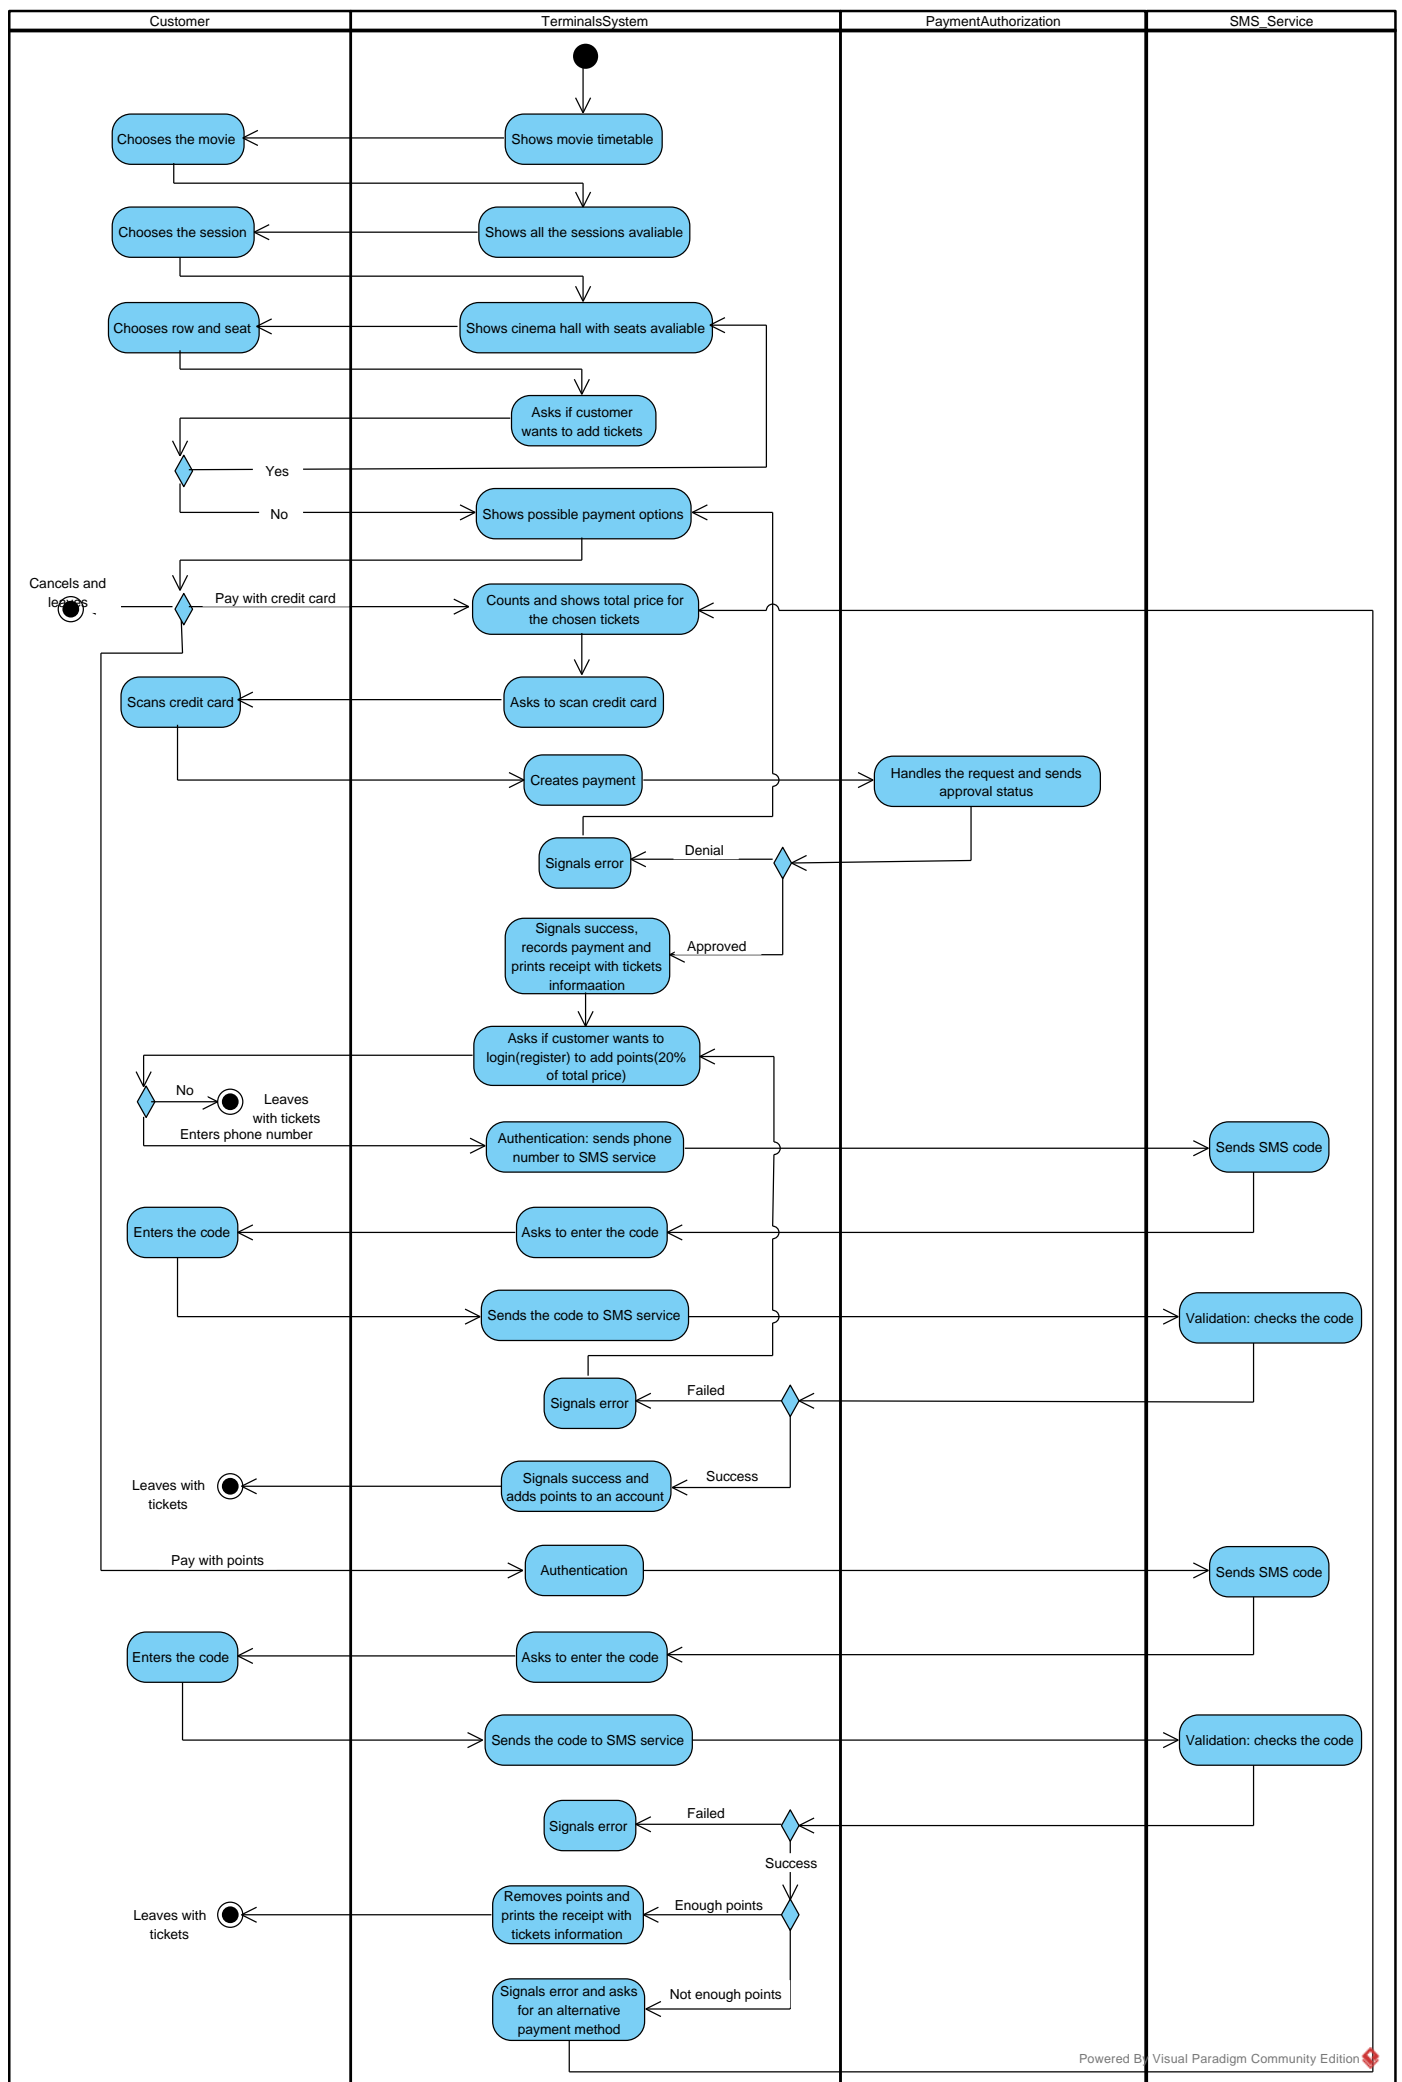 Customer
TerminalsSystem
PaymentAuthorization
SMS_Service
Chooses the movie
Shows movie timetable
Chooses the session
Shows all the sessions avaliable
Chooses row and seat
Shows cinema hall with seats avaliable
Asks if customer
wants to add tickets
Yes
No
Shows possible payment options
Cancels and
leaves
Pay with credit card
Counts and shows total price for
the chosen tickets
Scans credit card
Asks to scan credit card
Creates payment
Handles the request and sends
approval status
Signals error
Denial
Signals success,
records payment and
prints receipt with tickets
informaation
Approved
Asks if customer wants to
login(register) to add points(20%
of total price)
No
Leaves
with tickets
Enters phone number
Authentication: sends phone
number to SMS service
Sends SMS code
Enters the code
Asks to enter the code
Sends the code to SMS service
Validation: checks the code
Signals error
Failed
Leaves with
tickets
Signals success and
adds points to an account
Success
Pay with points
Authentication
Sends SMS code
Enters the code
Asks to enter the code
Sends the code to SMS service
Validation: checks the code
Signals error
Failed
Success
Leaves with
tickets
Removes points and
prints the receipt with
tickets information
Enough points
Signals error and asks
for an alternative
payment method
Not enough points
Powered By Visual Paradigm Community Edition